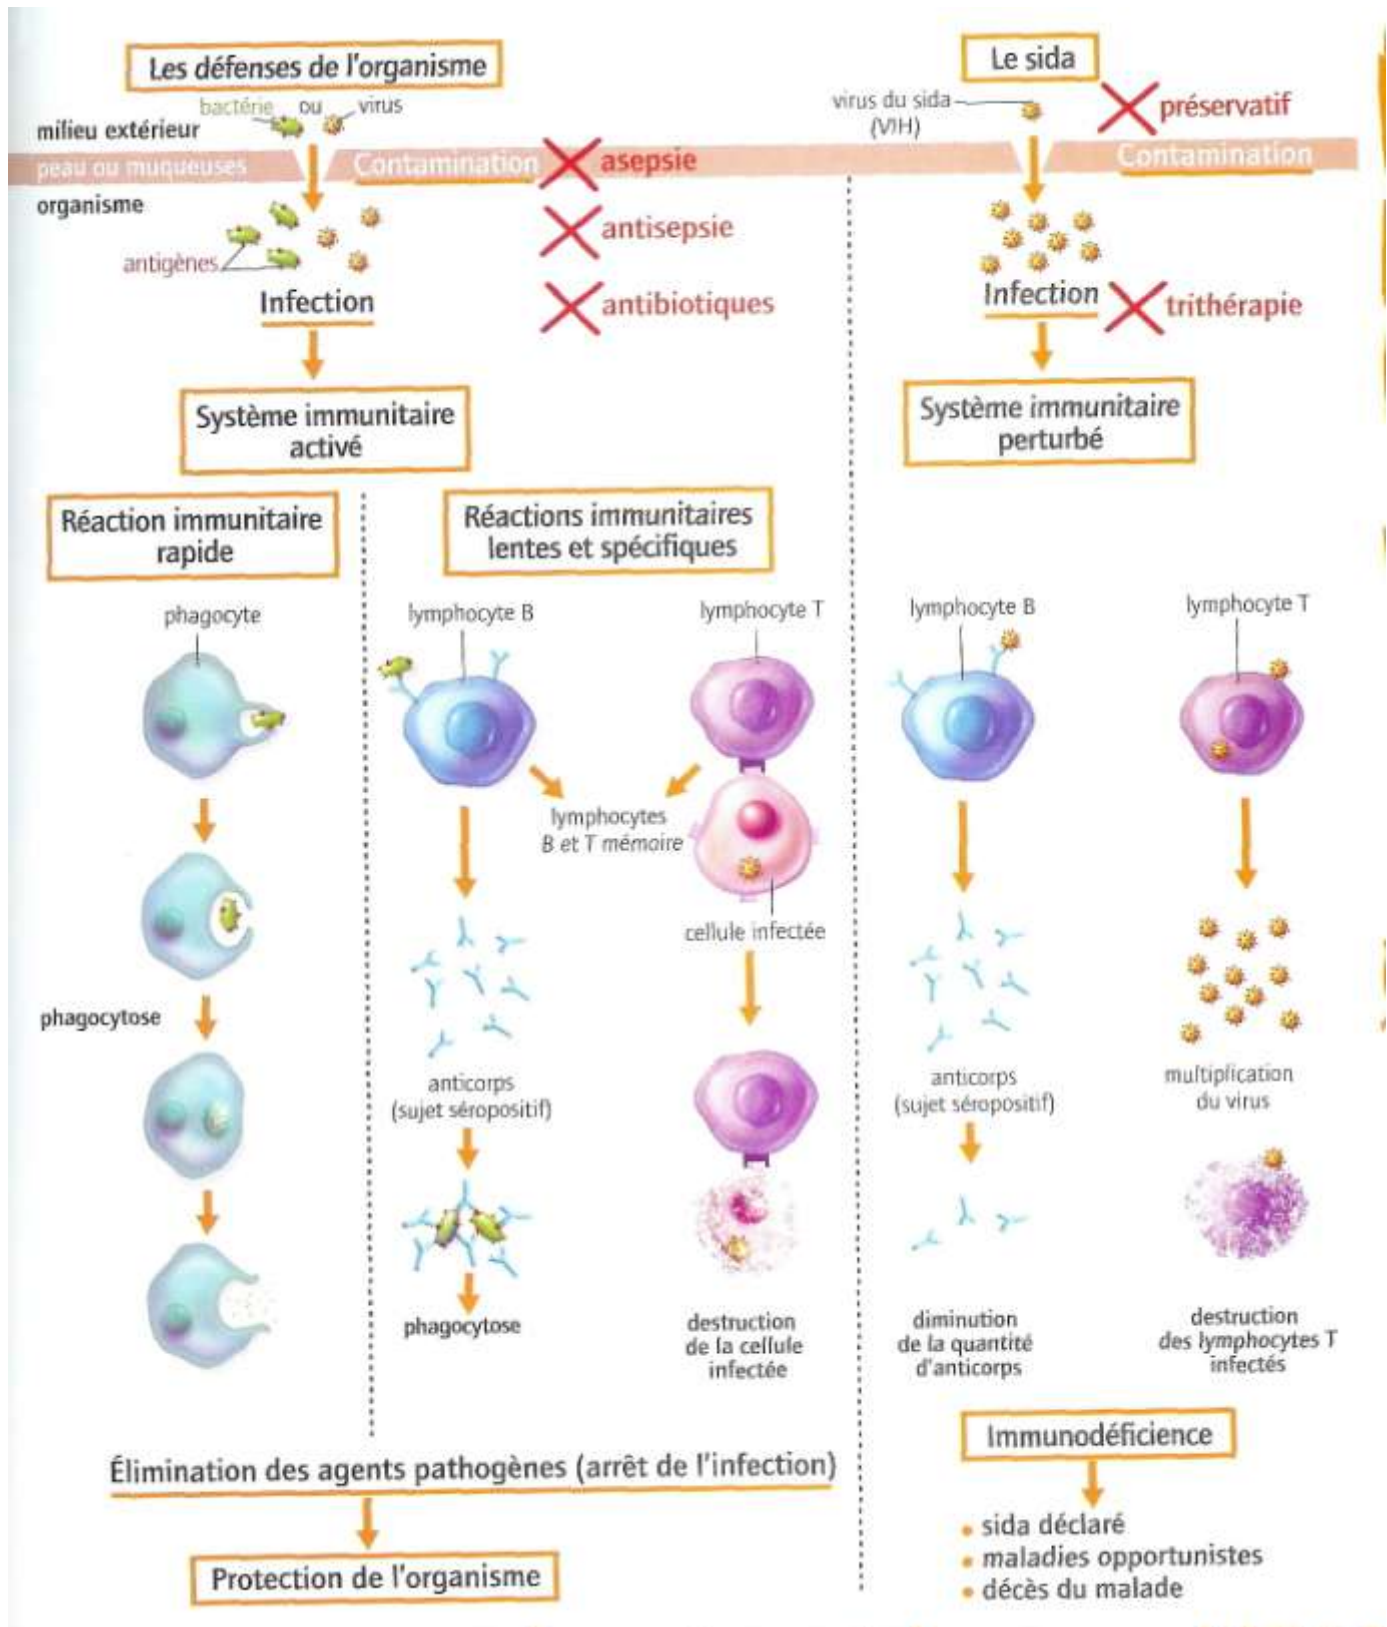 Les défenses de l'organisme
bactérie ou virus
milieu extérieur
peau ou muqueuses
Contamination
asepsie
organisme
antisepsie
antigènes
Infection
antibiotiques
Système immunitaire
activé
Réaction immunitaire
rapide
phagocyte
phagocytose
Réactions immunitaires
lentes et spécifiques
lymphocyte B
lymphocyte T
lymphocytes
B et T mémoire
cellule infectée
anticorps
(sujet séropositif)
phagocytose
destruction
de la cellule
infectée
Élimination des agents pathogènes (arrêt de l'infection)
Protection de l'organisme
Le sida
virus du sida
(VIH)
préservatif
Contamination
Infection
trithérapie
Système immunitaire
perturbé
lymphocyte B
lymphocyte T
anticorps
(sujet séropositif)
multiplication
du virus
diminution
de la quantité
d'anticorps
destruction
des lymphocytes T
infectés
Immunodéficience
• sida déclaré
• maladies opportunistes
• décès du malade